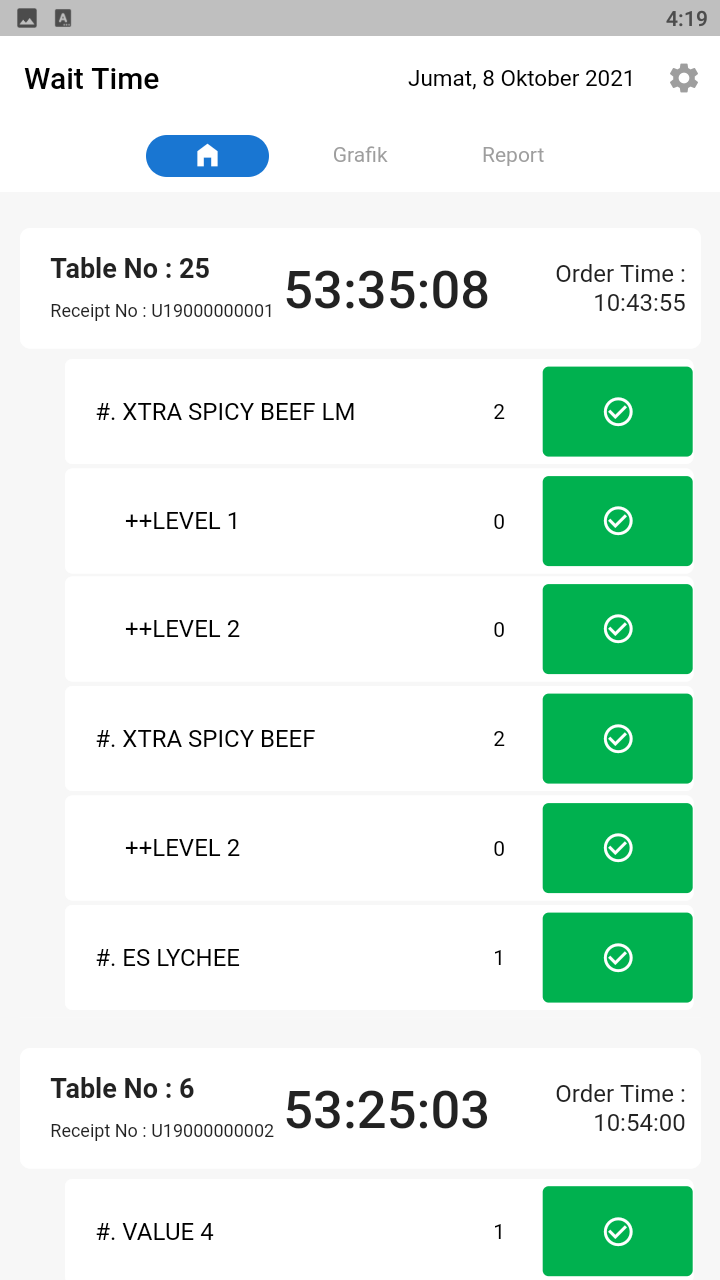 4:19
Wait Time
Jumat, 8 Oktober 2021
Grafik
Report
Table No : 25
Receipt No : U19000000001
53:35:08
Order Time :
10:43:55
#. XTRA SPICY BEEF LM 2
++LEVEL 1 0
++LEVEL 2 0
#. XTRA SPICY BEEF 2
++LEVEL 2 0
#. ES LYCHEE 1
Table No : 6
Receipt No : U19000000002
53:25:03
Order Time :
10:54:00
#. VALUE 4 1